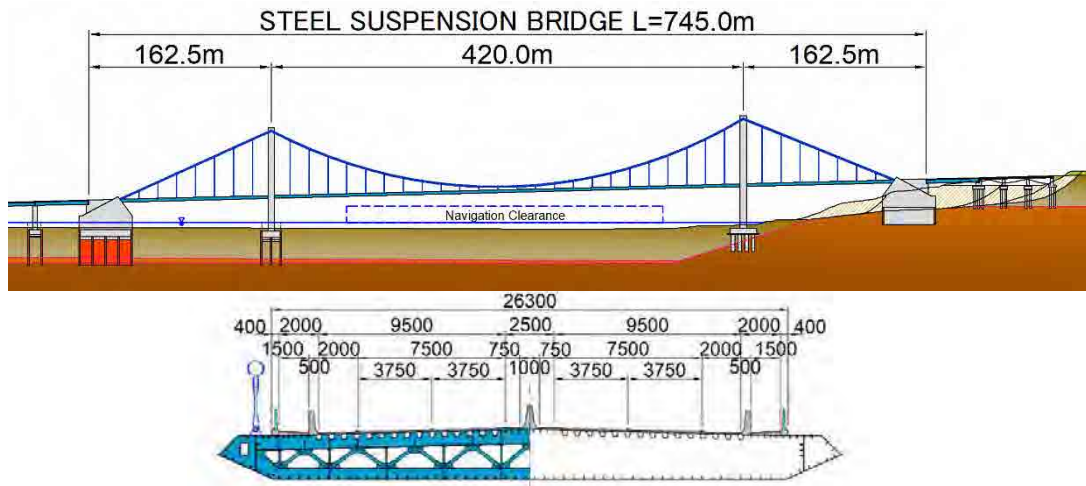 STEEL SUSPENSION BRIDGE L=745.0m
162.5m 420.0m 162.5m
Navigation Clearance
26300
400 2000 9500 2500 9500 2000 400
1500 2000 7500 750 750 7500 2000 1500
500 3750 3750 1000 3750 3750 500